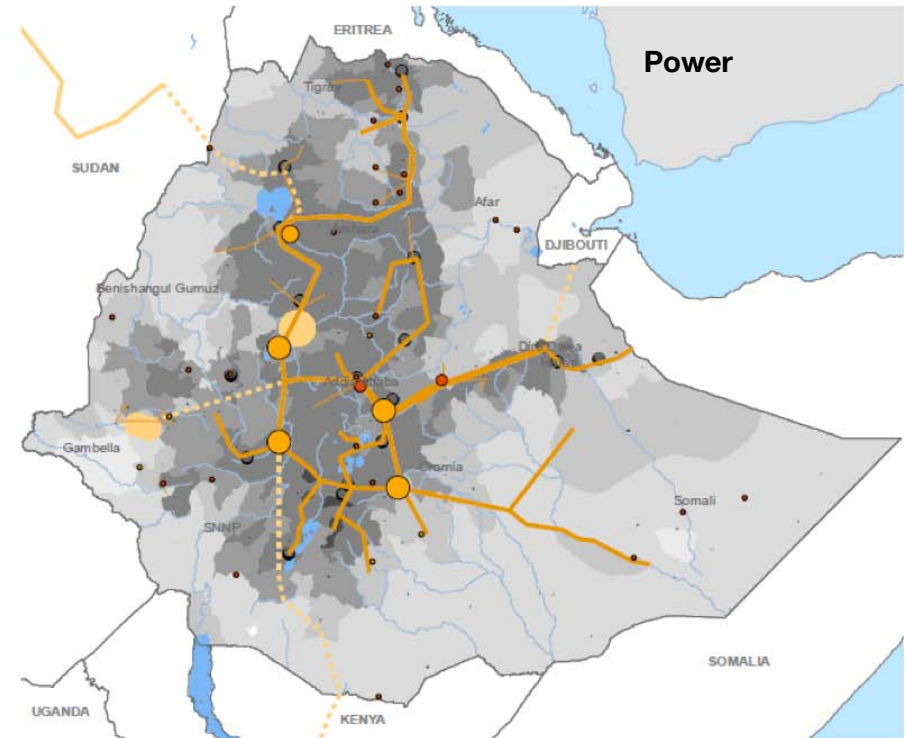 ERITREA
Power
Tigray
SUDAN
Afar
Amhara
DJIBOUTI
Benishangul Gumuz
Dire Dawa
Addis Ababa
Gambella
Oromia
Somali
SNNP
SOMALIA
UGANDA
KENYA